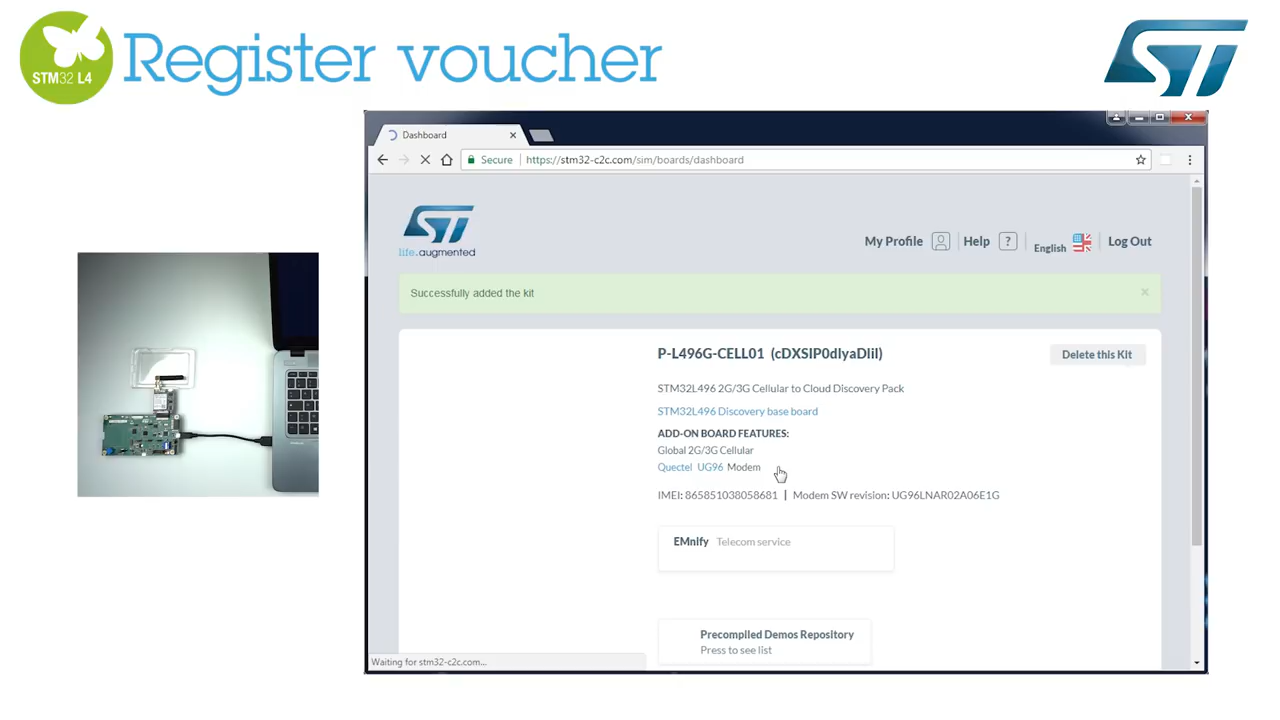 STM32 L4
Register voucher
ST
Dashboard
Secure | https://stm32-c2c.com/sim/boards/dashboard
ST
life.augmented
My Profile | Help ? | English | Log Out
Successfully added the kit
×
P-L496G-CELL01 (cDXSIP0dIyaDlil)
Delete this Kit
STM32L496 2G/3G Cellular to Cloud Discovery Pack
STM32L496 Discovery base board
ADD-ON BOARD FEATURES:
Global 2G/3G Cellular
Quectel UG96 Modem
IMEI: 865851038058681 | Modem SW revision: UG96LNAR02A06E1G
EMnify Telecom service
Precompiled Demos Repository
Press to see list
Waiting for stm32-c2c.com...